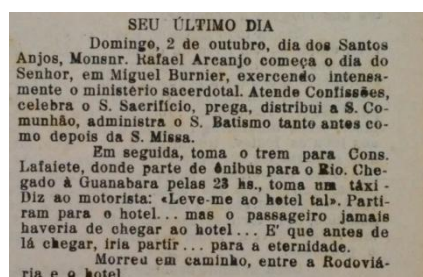 SEU ÚLTIMO DIA
Domingo, 2 de outubro, dia dos Santos
Anjos, Monsnr. Rafael Arcanjo começa o dia do
Senhor, em Miguel Burnier, exercendo intensa-
mente o ministério sacerdotal. Atende Confissões,
celebra o S. Sacrifício, prega, distribui a S. Co-
munhão, administra o S. Batismo tanto antes co-
mo depois da S. Missa.
Em seguida, toma o trem para Cons.
Lafaiete, donde parte de ônibus para o Rio. Che-
gado à Guanabara pelas 23 hs., toma um táxi-
Diz ao motorista: «Leve-me ao hotel tal». Parti-
ram para o hotel... mas o passageiro jamais
haveria de chegar ao hotel... E' que antes de
lá chegar, iria partir... para a eternidade.
Morreu em caminho, entre a Rodoviá-
ria e o hotel